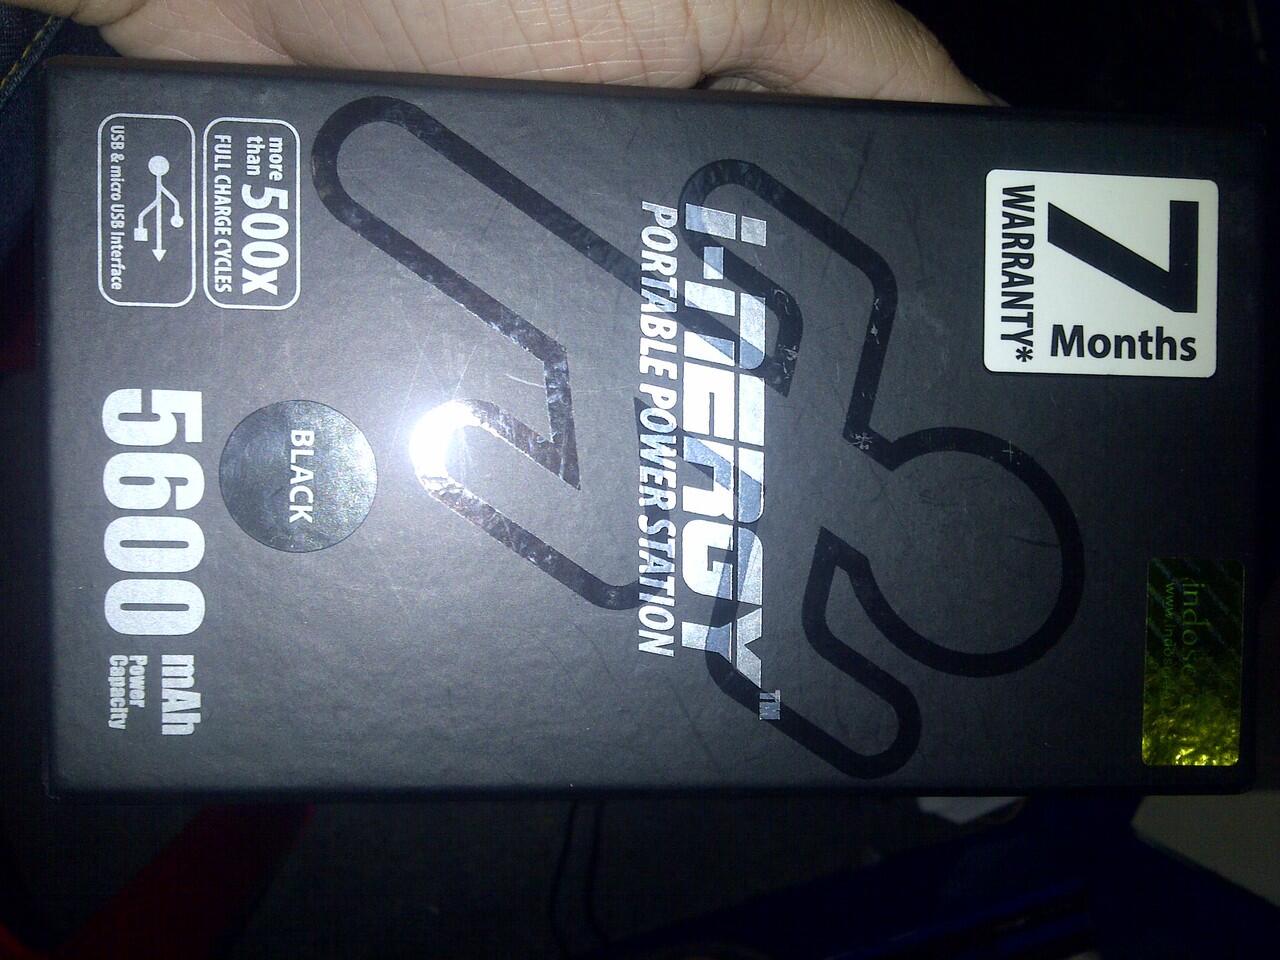 7
Months
WARRANTY*
i-nERGY™
PORTABLE POWER STATION
BLACK
more than 500x
FULL CHARGE CYCLES
USB & micro USB Interface
5600 mAh
Power
Capacity